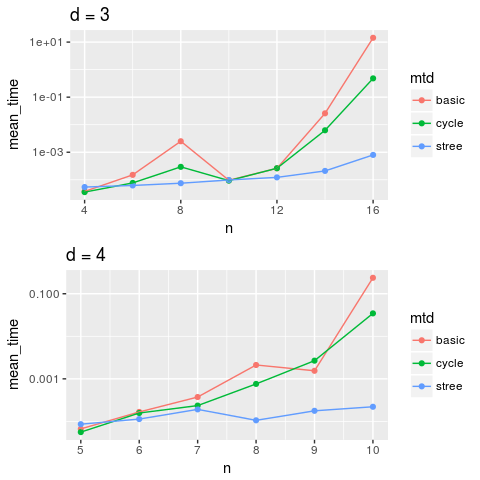 d = 3
1e+01
1e-01
1e-03
mean_time
4 8 12 16
n
mtd
basic
cycle
stree
d = 4
0.100
0.001
mean_time
5 6 7 8 9 10
n
mtd
basic
cycle
stree